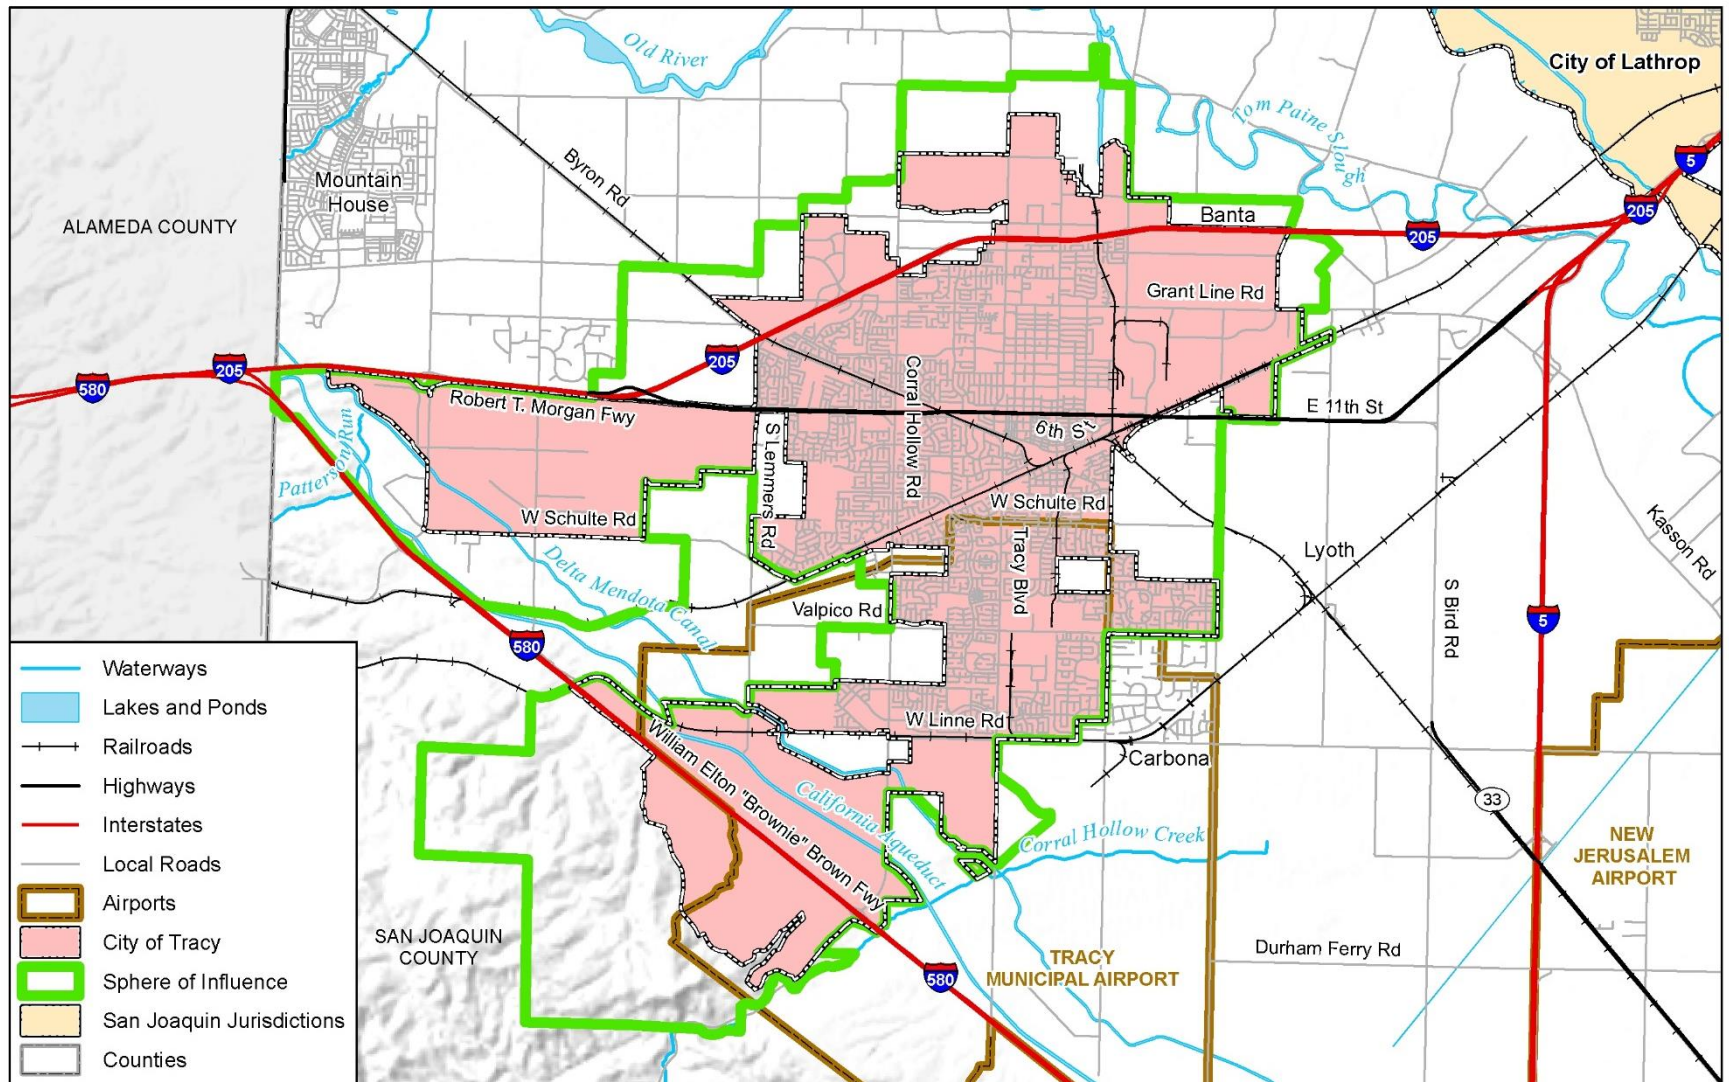 Old River
City of Lathrop
Tom Paine Slough
Byron Rd
5
Mountain
House
ALAMEDA COUNTY
Banta
205
205
Grant Line Rd
205
205
580
Corral Hollow Rd
Robert T. Morgan Fwy
E 11th St
6th St
S Lemmers Rd
Patterson Run
W Schulte Rd
W Schulte Rd
Kasson Rd
Tracy Blvd
Lyoth
Delta Mendota Canal
Valpico Rd
S Bird Rd
5
580
W Linne Rd
William Elton "Brownie" Brown Fwy
Carbona
California Aqueduct
33
Corral Hollow Creek
NEW
JERUSALEM
AIRPORT
SAN JOAQUIN
COUNTY
TRACY
MUNICIPAL AIRPORT
Durham Ferry Rd
580
Waterways
Lakes and Ponds
Railroads
Highways
Interstates
Local Roads
Airports
City of Tracy
Sphere of Influence
San Joaquin Jurisdictions
Counties